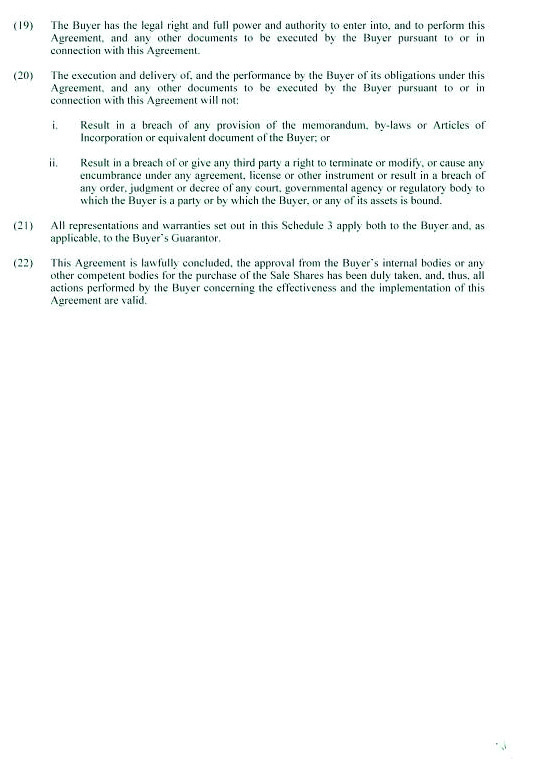 (19) The Buyer has the legal right and full power and authority to enter into, and to perform this
Agreement, and any other documents to be executed by the Buyer pursuant to or in
connection with this Agreement.
(20) The execution and delivery of, and the performance by the Buyer of its obligations under this
Agreement, and any other documents to be executed by the Buyer pursuant to or in
connection with this Agreement will not:
i. Result in a breach of any provision of the memorandum, by-laws or Articles of
Incorporation or equivalent document of the Buyer; or
ii. Result in a breach of or give any third party a right to terminate or modify, or cause any
encumbrance under any agreement, license or other instrument or result in a breach of
any order, judgment or decree of any court, governmental agency or regulatory body to
which the Buyer is a party or by which the Buyer, or any of its assets is bound.
(21) All representations and warranties set out in this Schedule 3 apply both to the Buyer and, as
applicable, to the Buyer's Guarantor.
(22) This Agreement is lawfully concluded, the approval from the Buyer's internal bodies or any
other competent bodies for the purchase of the Sale Shares has been duly taken, and, thus, all
actions performed by the Buyer concerning the effectiveness and the implementation of this
Agreement are valid.